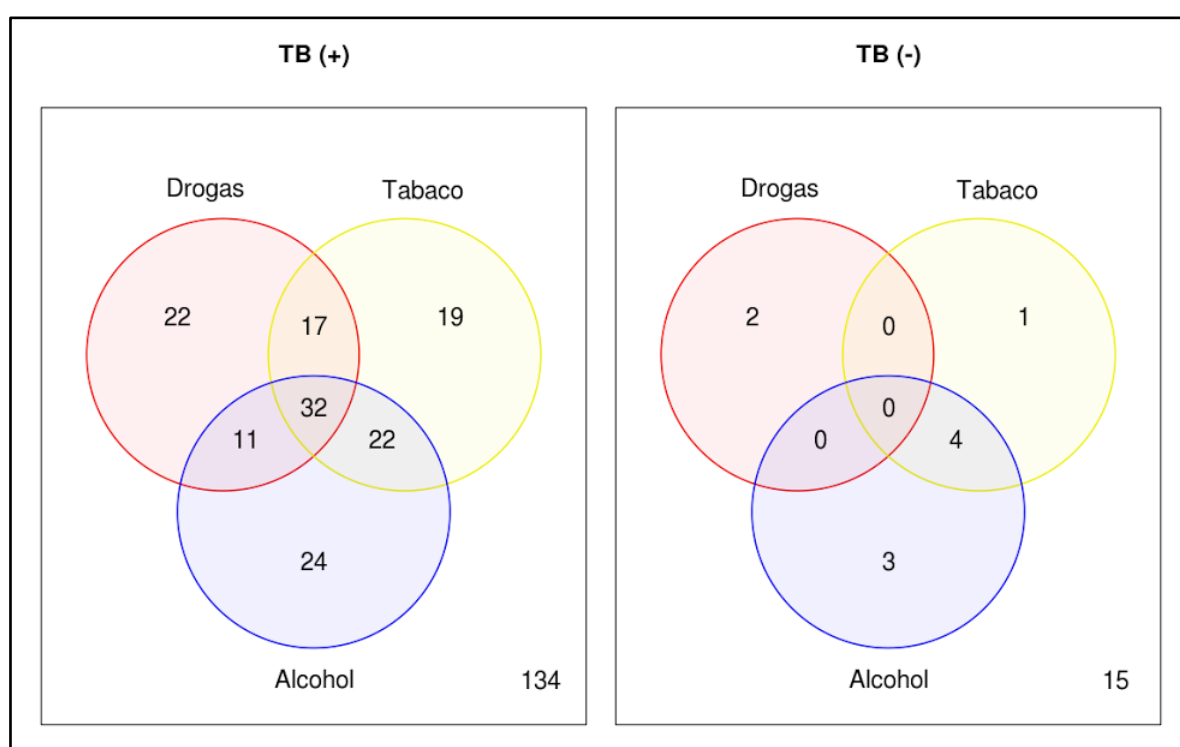 TB (+)
TB (-)
Drogas
Tabaco
22
17
19
32
11
22
24
Alcohol
134
Drogas
Tabaco
2
0
1
0
0
4
3
Alcohol
15